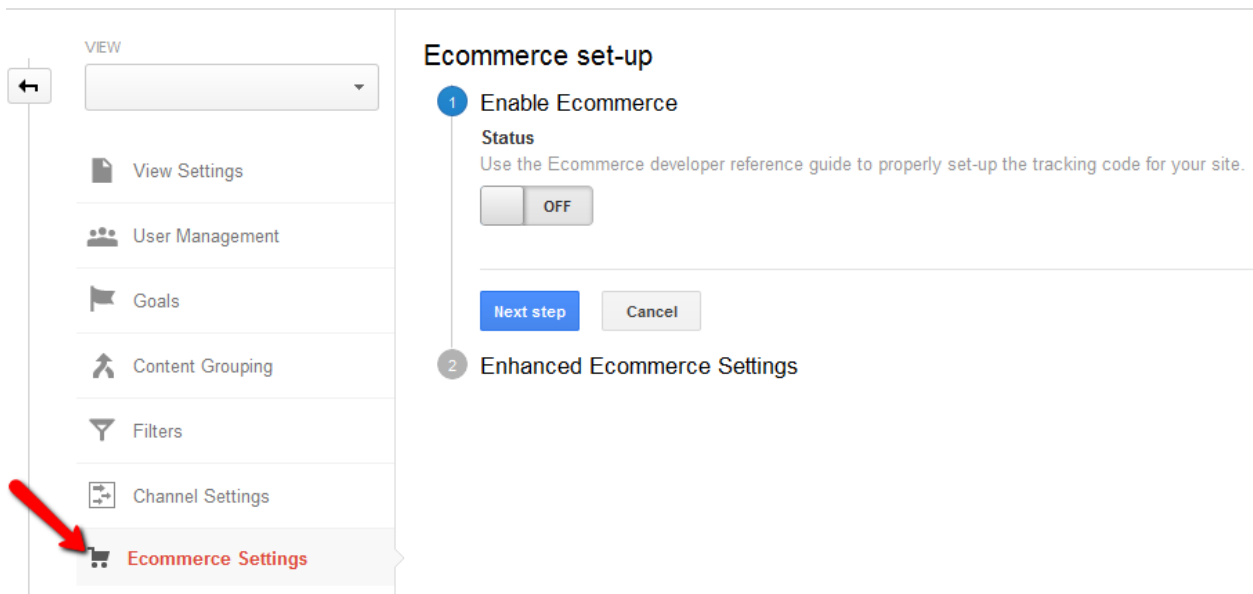 VIEW
View Settings
User Management
Goals
Content Grouping
Filters
Channel Settings
Ecommerce Settings
Ecommerce set-up
1 Enable Ecommerce
Status
Use the Ecommerce developer reference guide to properly set-up the tracking code for your site.
OFF
Next step Cancel
2 Enhanced Ecommerce Settings